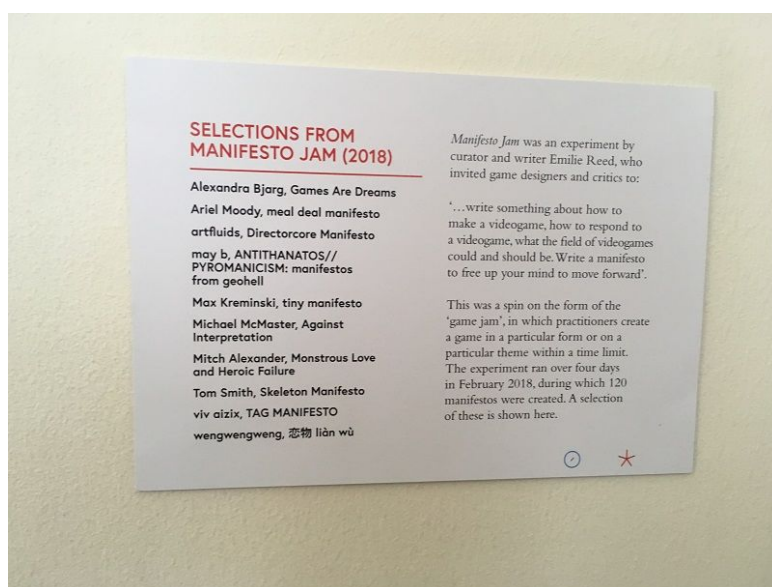 SELECTIONS FROM
MANIFESTO JAM (2018)
Alexandra Bjarg, Games Are Dreams
Ariel Moody, meal deal manifesto
artfluids, Directorcore Manifesto
may b, ANTITHANATOS//
PYROMANICISM: manifestos
from geohell
Max Kreminski, tiny manifesto
Michael McMaster, Against
Interpretation
Mitch Alexander, Monstrous Love
and Heroic Failure
Tom Smith, Skeleton Manifesto
viv aizix, TAG MANIFESTO
wengwengweng, 恋物 liàn wù
Manifesto Jam was an experiment by
curator and writer Emilie Reed, who
invited game designers and critics to:
‘…write something about how to
make a videogame, how to respond to
a videogame, what the field of videogames
could and should be. Write a manifesto
to free up your mind to move forward’.
This was a spin on the form of the
‘game jam’, in which practitioners create
a game in a particular form or on a
particular theme within a time limit.
The experiment ran over four days
in February 2018, during which 120
manifestos were created. A selection
of these is shown here.